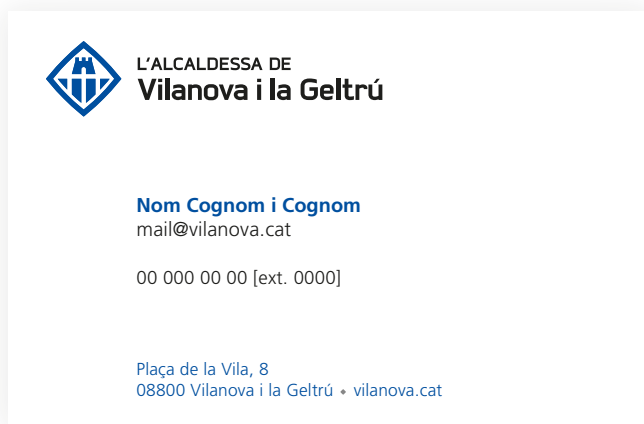 L'ALCALDESSA DE
Vilanova i la Geltrú
Nom Cognom i Cognom
mail@vilanova.cat
00 000 00 00 [ext. 0000]
Plaça de la Vila, 8
08800 Vilanova i la Geltrú ⬥ vilanova.cat